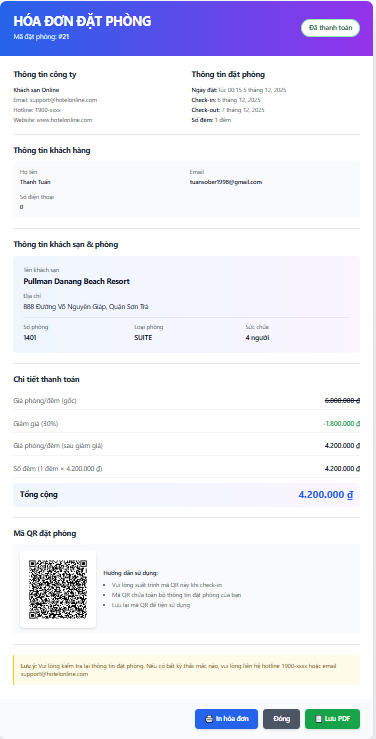 HÓA ĐƠN ĐẶT PHÒNG
Mã đặt phòng: #21
Đã thanh toán
Thông tin công ty
Khách sạn Online
Email: support@hotelonline.com
Hotline: 1900-xxxx
Website: www.hotelonline.com
Thông tin đặt phòng
Ngày đặt: lúc 00:15 5 tháng 12, 2025
Check-in: 6 tháng 12, 2025
Check-out: 7 tháng 12, 2025
Số đêm: 1 đêm
Thông tin khách hàng
Họ tên
Thanh Tuấn
Email
tuansober1998@gmail.com
Số điện thoại
0
Thông tin khách sạn & phòng
Tên khách sạn
Pullman Danang Beach Resort
Địa chỉ
888 Đường Võ Nguyên Giáp, Quận Sơn Trà
Số phòng
1401
Loại phòng
SUITE
Sức chứa
4 người
Chi tiết thanh toán
Giá phòng/đêm (gốc) 6.000.000 ₫
Giảm giá (30%) -1.800.000 ₫
Giá phòng/đêm (sau giảm giá) 4.200.000 ₫
Số đêm (1 đêm × 4.200.000 ₫) 4.200.000 ₫
Tổng cộng 4.200.000 ₫
Mã QR đặt phòng
Hướng dẫn sử dụng:
• Vui lòng xuất trình mã QR này khi check-in
• Mã QR chứa toàn bộ thông tin đặt phòng của bạn
• Lưu lại mã QR để tiện sử dụng
Lưu ý: Vui lòng kiểm tra lại thông tin đặt phòng. Nếu có bất kỳ thắc mắc nào, vui lòng liên hệ hotline 1900-xxxx hoặc email
support@hotelonline.com
In hóa đơn
Đóng
Lưu PDF